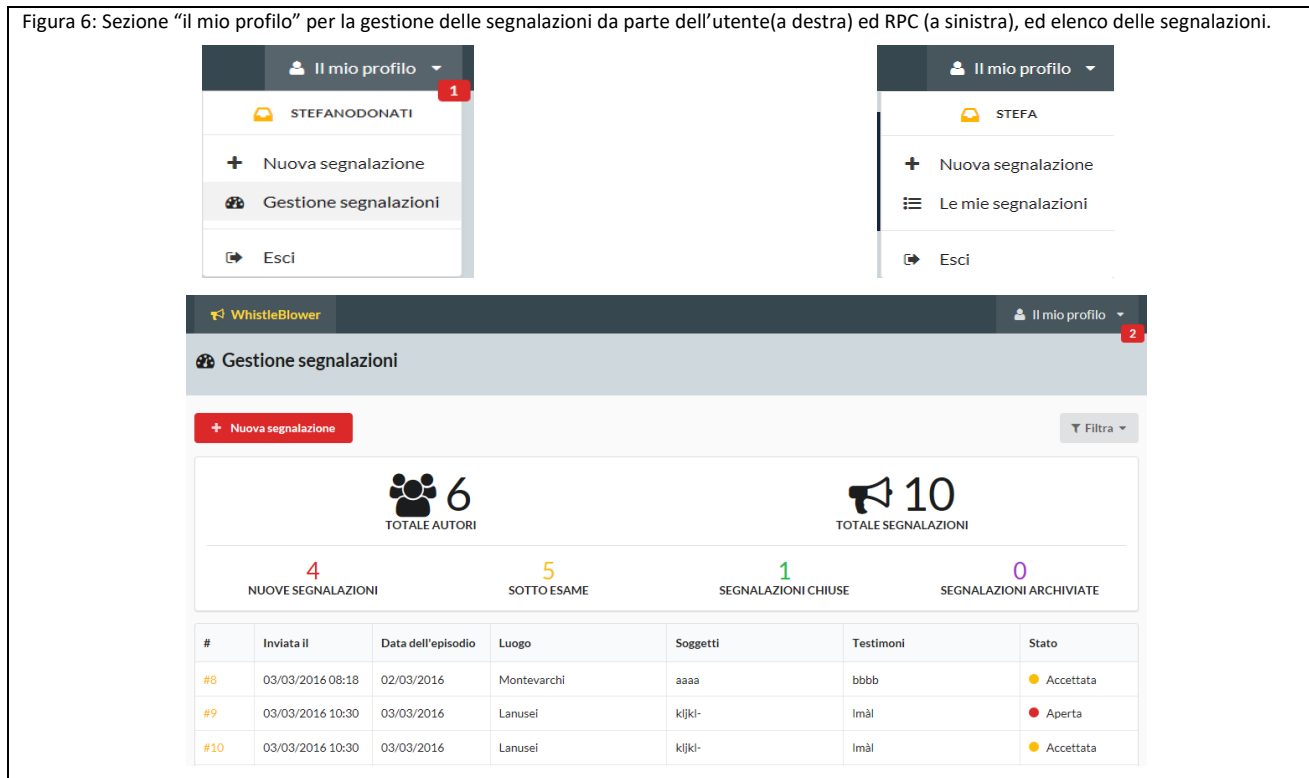 Figura 6: Sezione “il mio profilo” per la gestione delle segnalazioni da parte dell’utente(a destra) ed RPC (a sinistra), ed elenco delle segnalazioni.
Il mio profilo
1
STEFANODONATI
Nuova segnalazione
Gestione segnalazioni
Esci
Il mio profilo
STEFA
Nuova segnalazione
Le mie segnalazioni
Esci
WhistleBlower Il mio profilo
2
Gestione segnalazioni
Nuova segnalazione Filtra
6 10
TOTALE AUTORI TOTALE SEGNALAZIONI
4 5 1 0
NUOVE SEGNALAZIONI SOTTO ESAME SEGNALAZIONI CHIUSE SEGNALAZIONI ARCHIVIATE
# Inviata il Data dell'episodio Luogo Soggetti Testimoni Stato
#8 03/03/2016 08:18 02/03/2016 Montevarchi aaaa bbbb Accettata
#9 03/03/2016 10:30 03/03/2016 Lanusei kljkl- lmàl Aperta
#10 03/03/2016 10:30 03/03/2016 Lanusei kljkl- lmàl Accettata